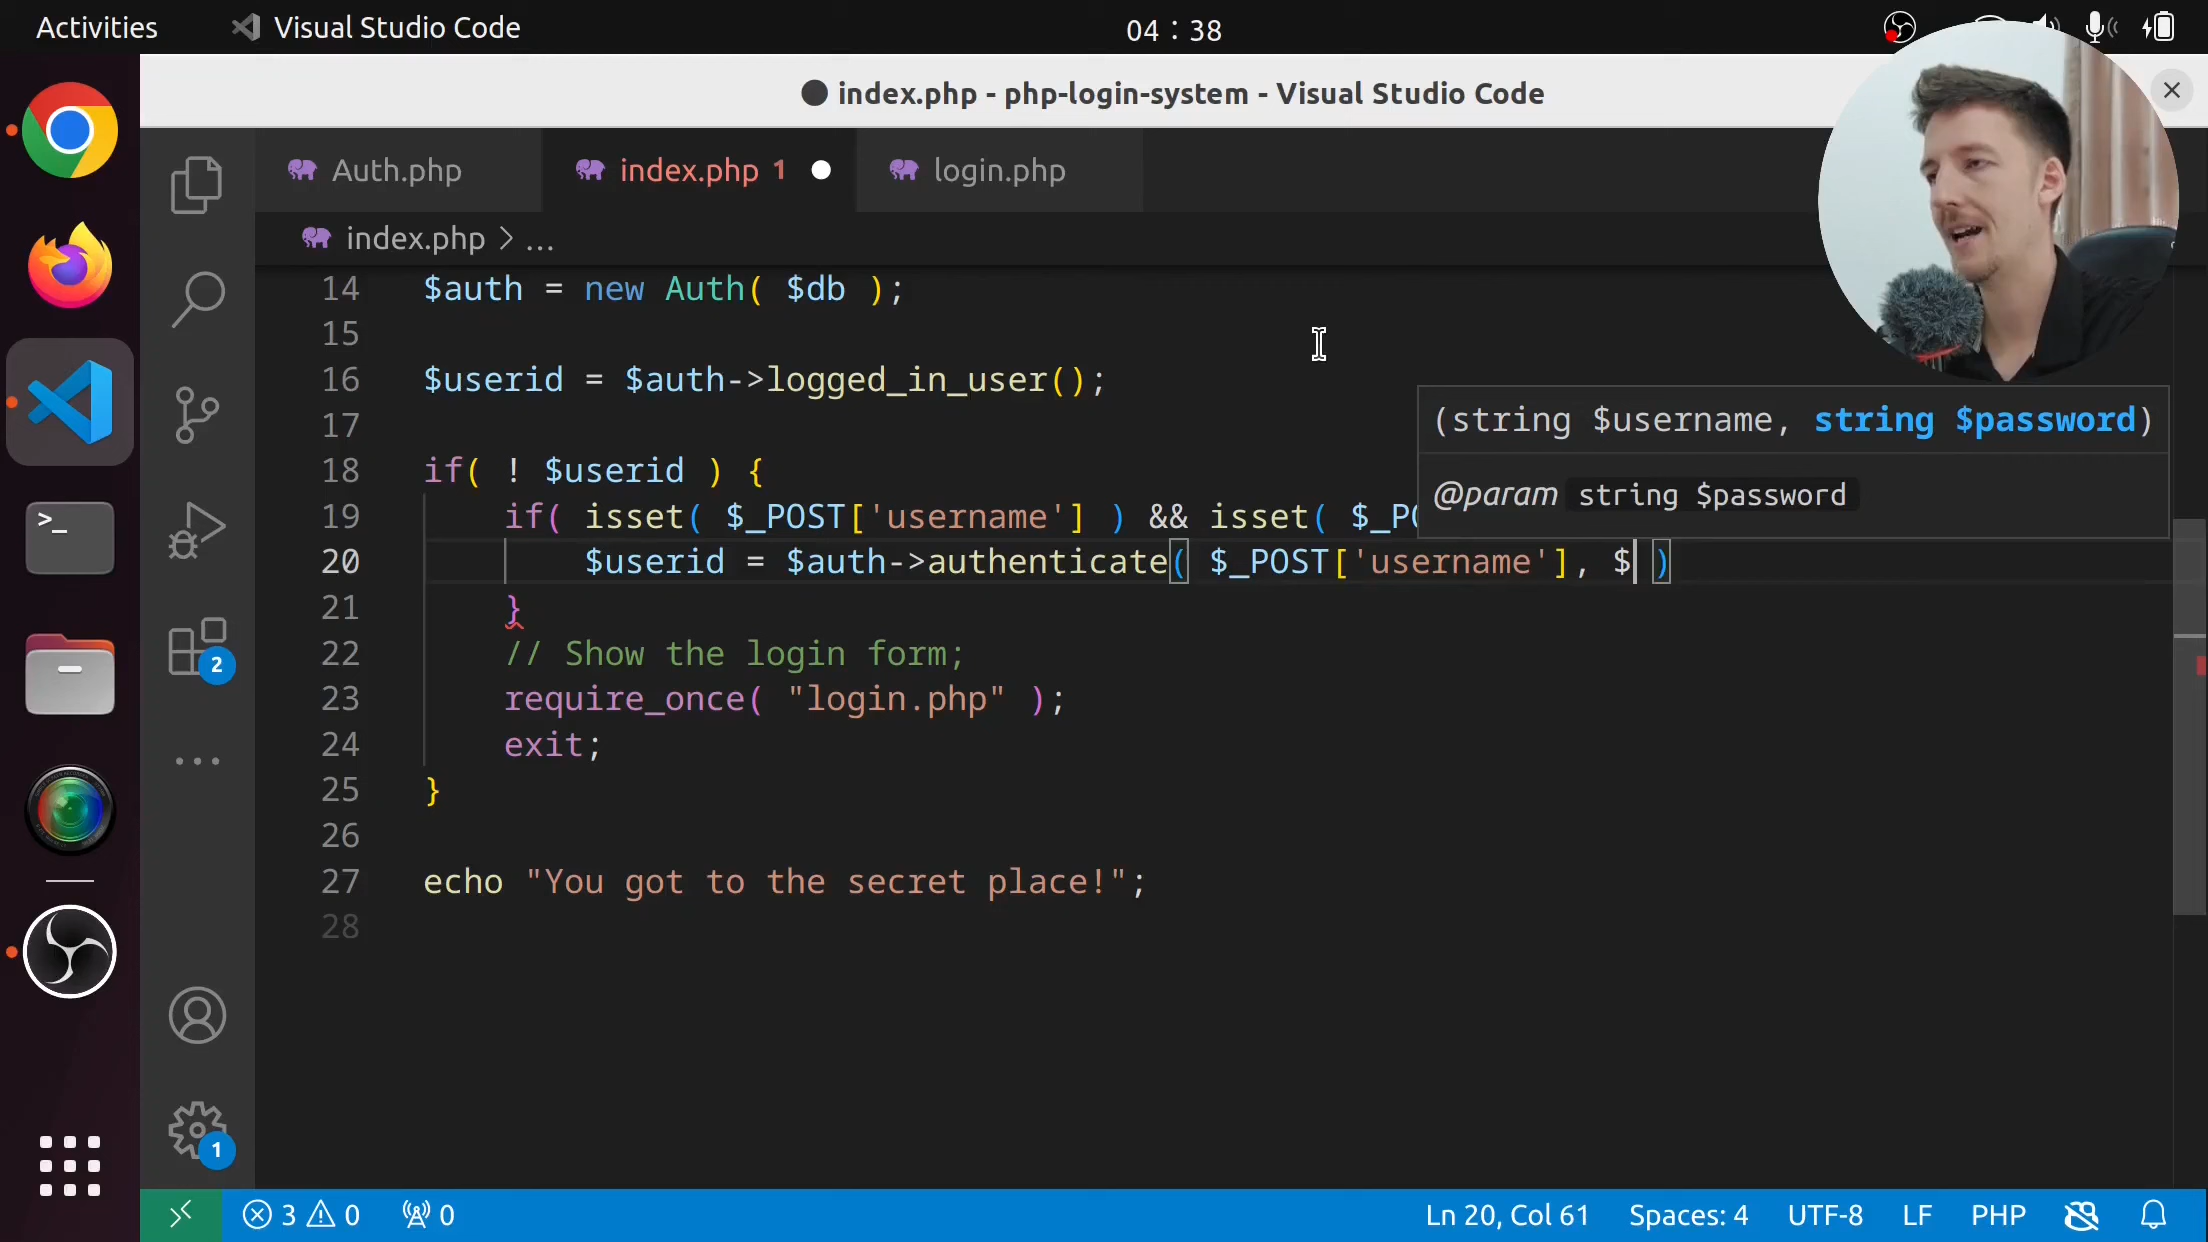 Activities
Visual Studio Code
04 : 38
index.php - php-login-system - Visual Studio Code
Auth.php
index.php 1
login.php
index.php > ...
14 $auth = new Auth( $db );
15
16 $userid = $auth->logged_in_user();
17
(string $username, string $password)
@param string $password
18 if( ! $userid ) {
19 if( isset( $_POST['username'] ) && isset( $_PO
20 $userid = $auth->authenticate( $_POST['username'], $ )
21 }
22 // Show the login form;
23 require_once( "login.php" );
24 exit;
25 }
26
27 echo "You got to the secret place!";
28
2
1
3 0 0
Ln 20, Col 61
Spaces: 4
UTF-8
LF
PHP